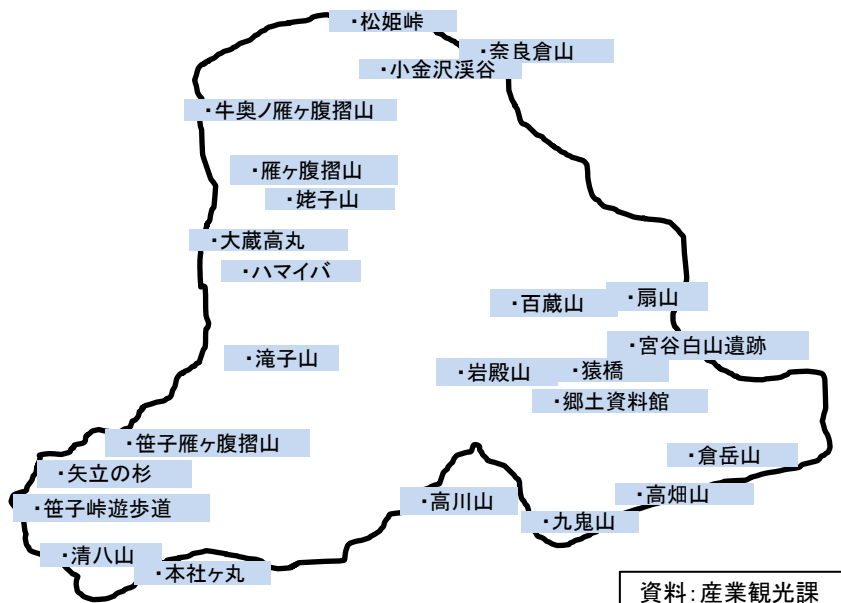 ・松姫峠
・奈良倉山
・小金沢渓谷
・牛奥ノ雁ヶ腹摺山
・雁ヶ腹摺山
・姥子山
・大蔵高丸
・ハマイバ
・百蔵山
・扇山
・宮谷白山遺跡
・滝子山
・岩殿山
・猿橋
・郷土資料館
・笹子雁ヶ腹摺山
・倉岳山
・矢立の杉
・高畑山
・高川山
・笹子峠遊歩道
・九鬼山
・清八山
・本社ヶ丸
資料：産業観光課